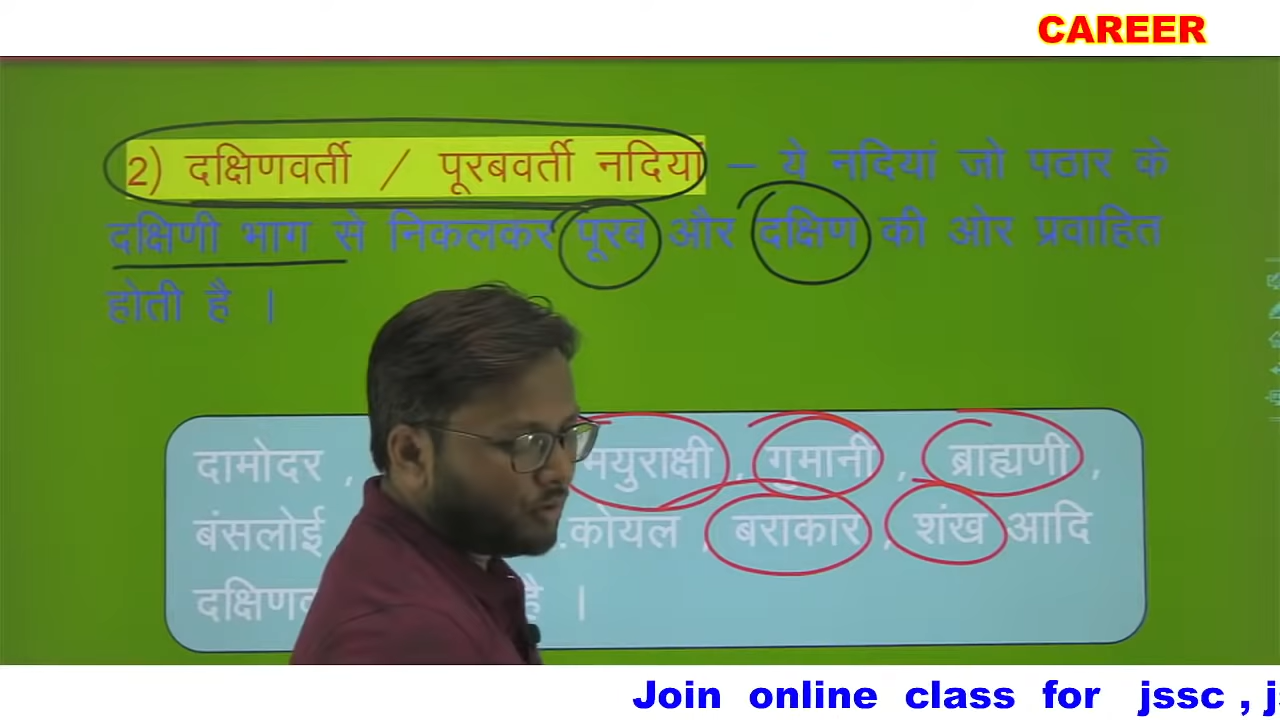 CAREER
2) दक्षिणवर्ती / पूरबवर्ती नदियां – ये नदियां जो पठार के
दक्षिणी भाग से निकलकर पूरब और दक्षिण की ओर प्रवाहित
होती है ।
दामोदर , मयुराक्षी , गुमानी , ब्राह्यणी ,
बंसलोई .कोयल , बराकार , शंख आदि
है ।
Join online class for jssc ,